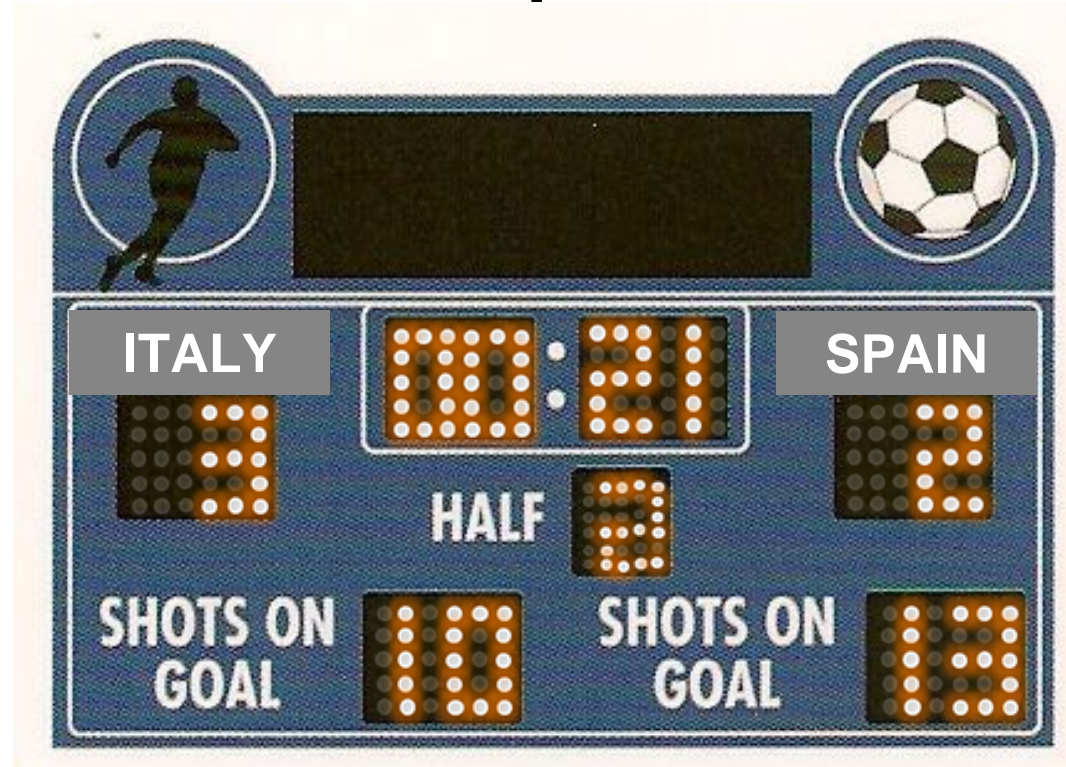 ITALY
00:21
SPAIN
3
2
HALF 2
SHOTS ON
GOAL
10
SHOTS ON
GOAL
13